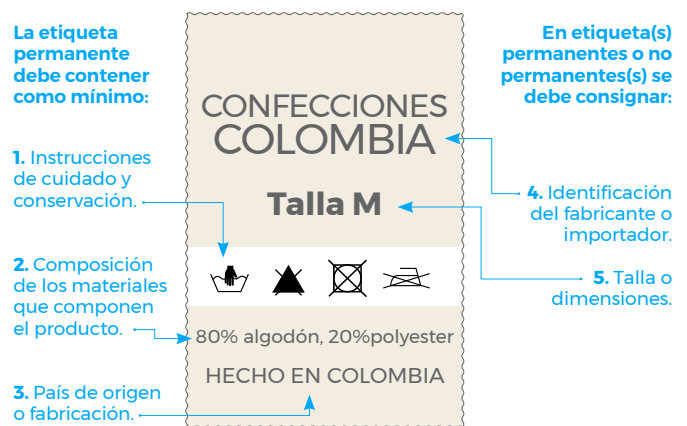 La etiqueta
permanente
debe contener
como mínimo:
1. Instrucciones
de cuidado y
conservación.
2. Composición
de los materiales
que componen
el producto.
3. País de origen
o fabricación.
CONFECCIONES
COLOMBIA
Talla M
80% algodón, 20%polyester
HECHO EN COLOMBIA
En etiqueta(s)
permanentes o no
permanentes(s) se
debe consignar:
4. Identificación
del fabricante o
importador.
5. Talla o
dimensiones.